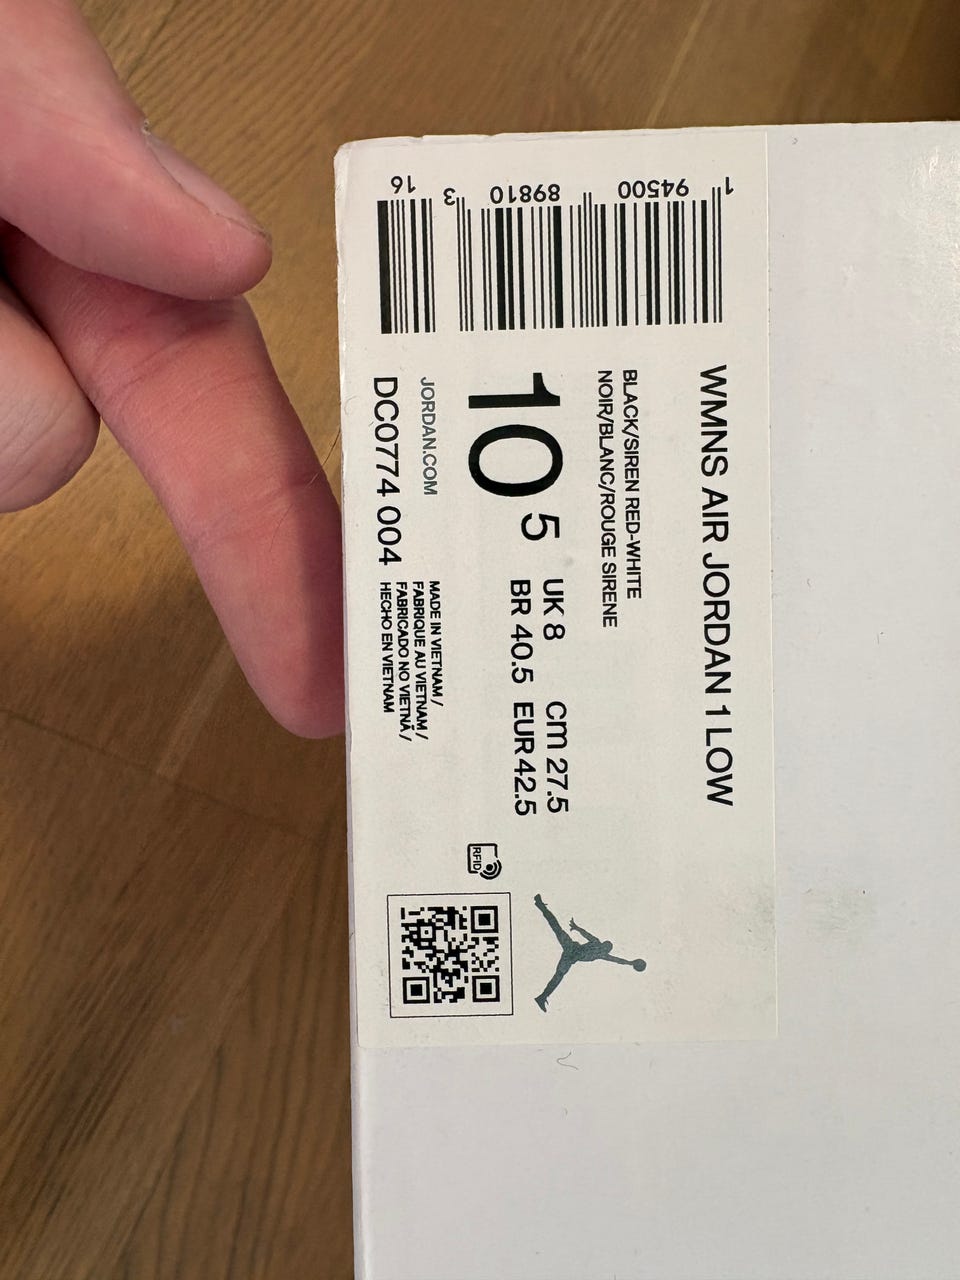 WMNS AIR JORDAN 1 LOW
BLACK/SIREN RED-WHITE
NOIR/BLANC/ROUGE SIRENE
10 5
UK 8 cm 27.5
BR 40.5 EUR 42.5
JORDAN.COM
DC0774 004
MADE IN VIETNAM /
FABRIQUE AU VIETNAM /
FABRICADO NO VIETNÃ /
HECHO EN VIETNAM
RFID
1 94500 89810 3 16